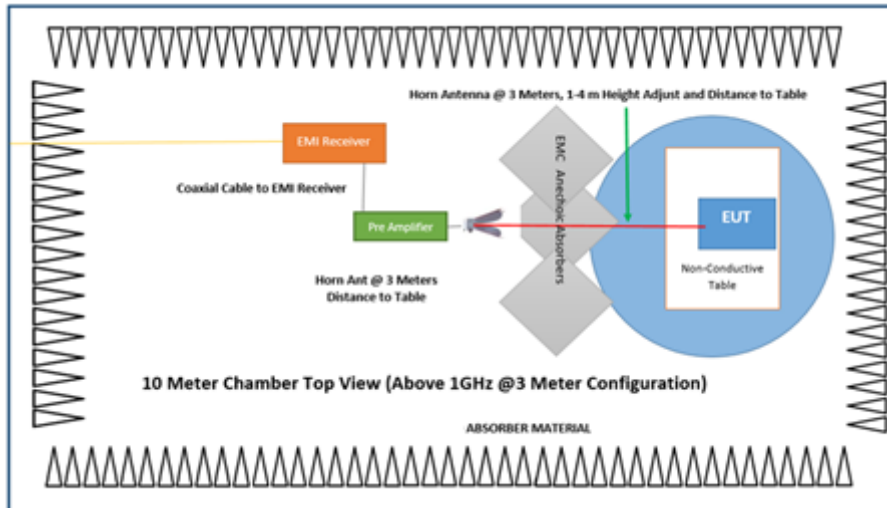 Horn Antenna @ 3 Meters, 1-4 m Height Adjust and Distance to Table
EMI Receiver
Coaxial Cable to EMI Receiver
Pre Amplifier
EMC Anechoic Absorbers
EUT
Non-Conductive
Table
Horn Ant @ 3 Meters
Distance to Table
10 Meter Chamber Top View (Above 1GHz @3 Meter Configuration)
ABSORBER MATERIAL